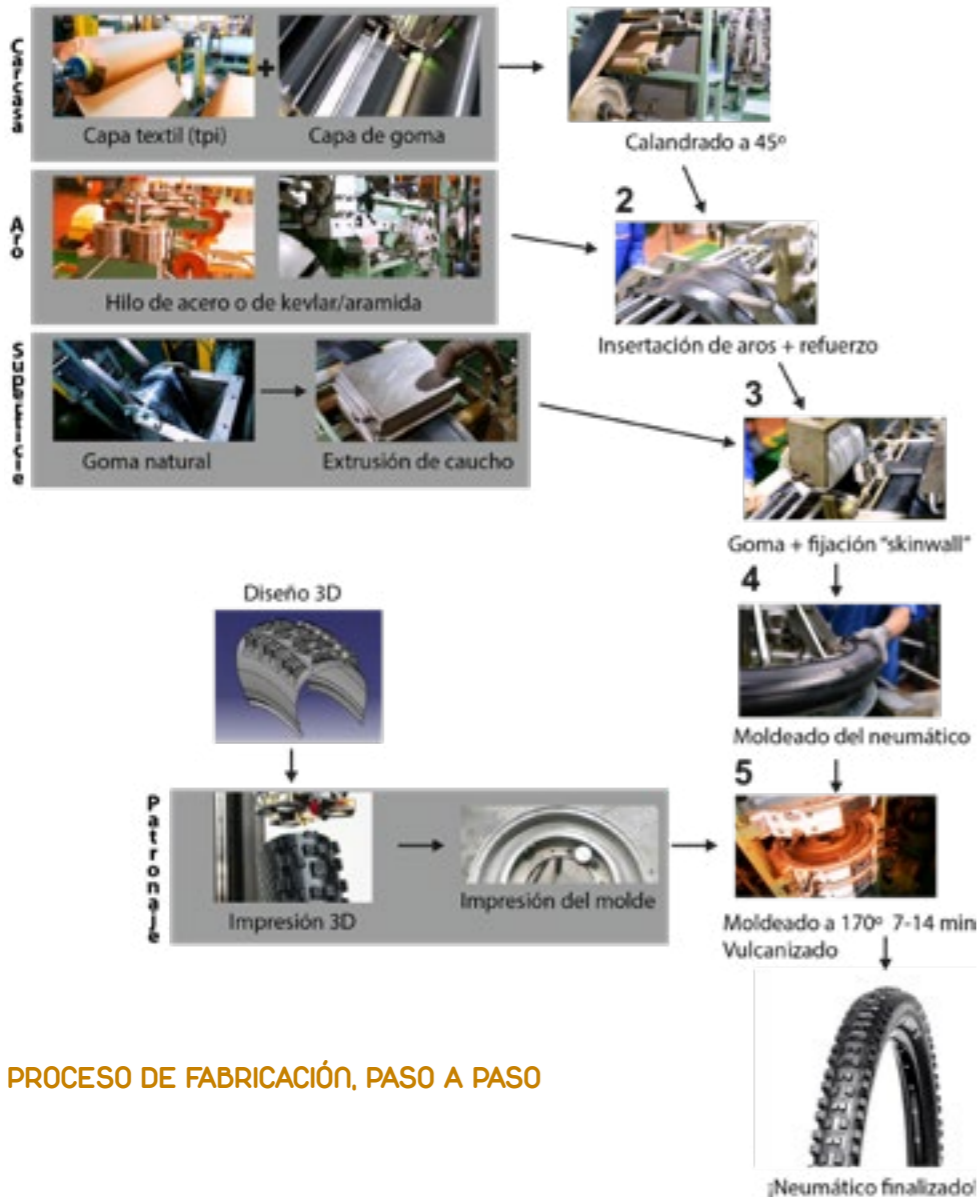 Carcasa
Capa textil (tpi)
+
Capa de goma
Calandrado a 45º
Aro
Hilo de acero o de kevlar/aramida
2
Insertación de aros + refuerzo
Superficie
Goma natural
Extrusión de caucho
3
Goma + fijación "skinwall"
4
Moldeado del neumático
Diseño 3D
Patronaje
Impresión 3D
Impresión del molde
5
Moldeado a 170º 7-14 min
Vulcanizado
PROCESO DE FABRICACIÓN, PASO A PASO
¡Neumático finalizado!